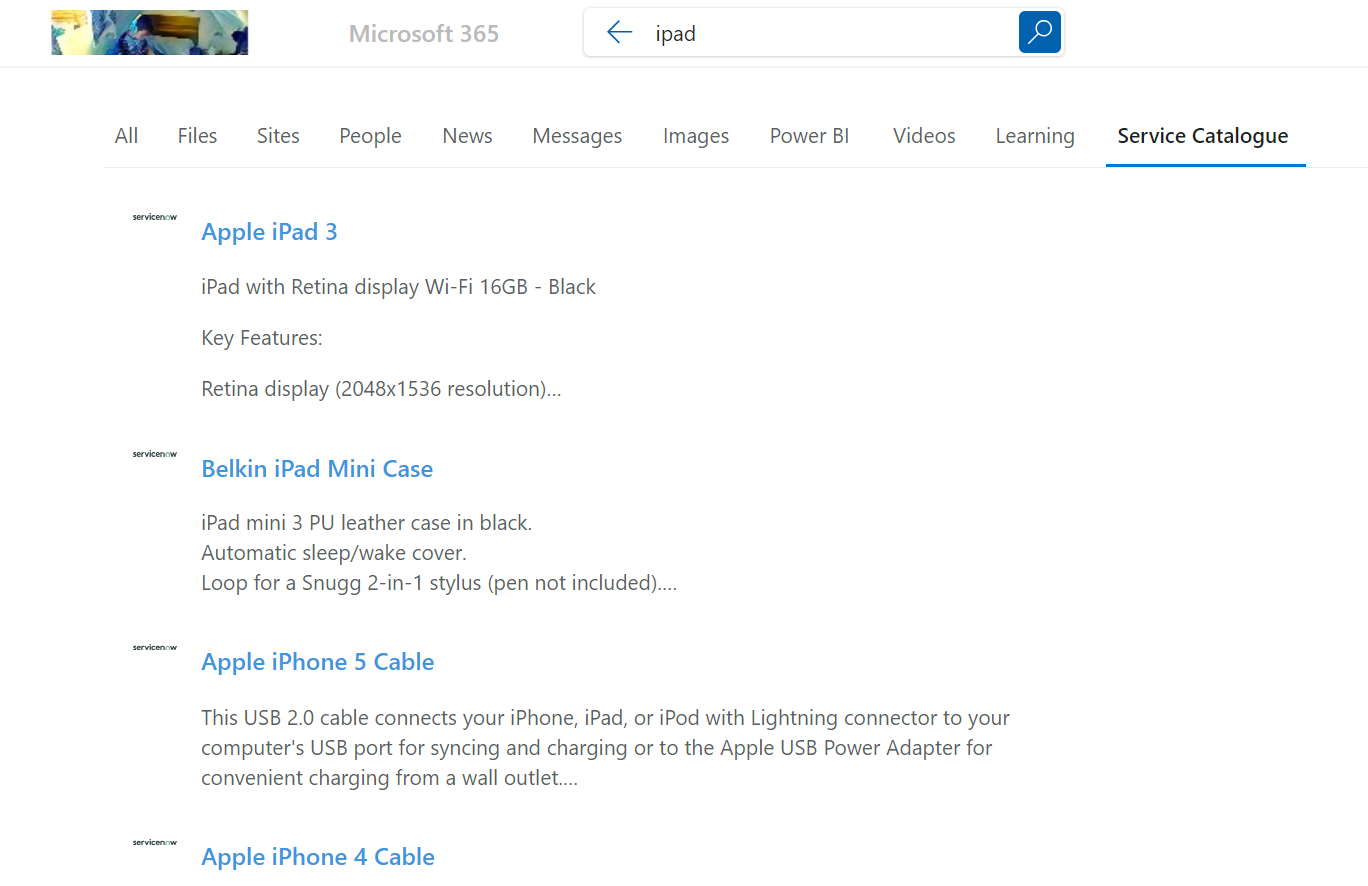 Microsoft 365
ipad
All Files Sites People News Messages Images Power BI Videos Learning Service Catalogue
servicenow
Apple iPad 3
iPad with Retina display Wi-Fi 16GB - Black
Key Features:
Retina display (2048x1536 resolution)...
servicenow
Belkin iPad Mini Case
iPad mini 3 PU leather case in black.
Automatic sleep/wake cover.
Loop for a Snugg 2-in-1 stylus (pen not included)....
servicenow
Apple iPhone 5 Cable
This USB 2.0 cable connects your iPhone, iPad, or iPod with Lightning connector to your
computer's USB port for syncing and charging or to the Apple USB Power Adapter for
convenient charging from a wall outlet....
servicenow
Apple iPhone 4 Cable